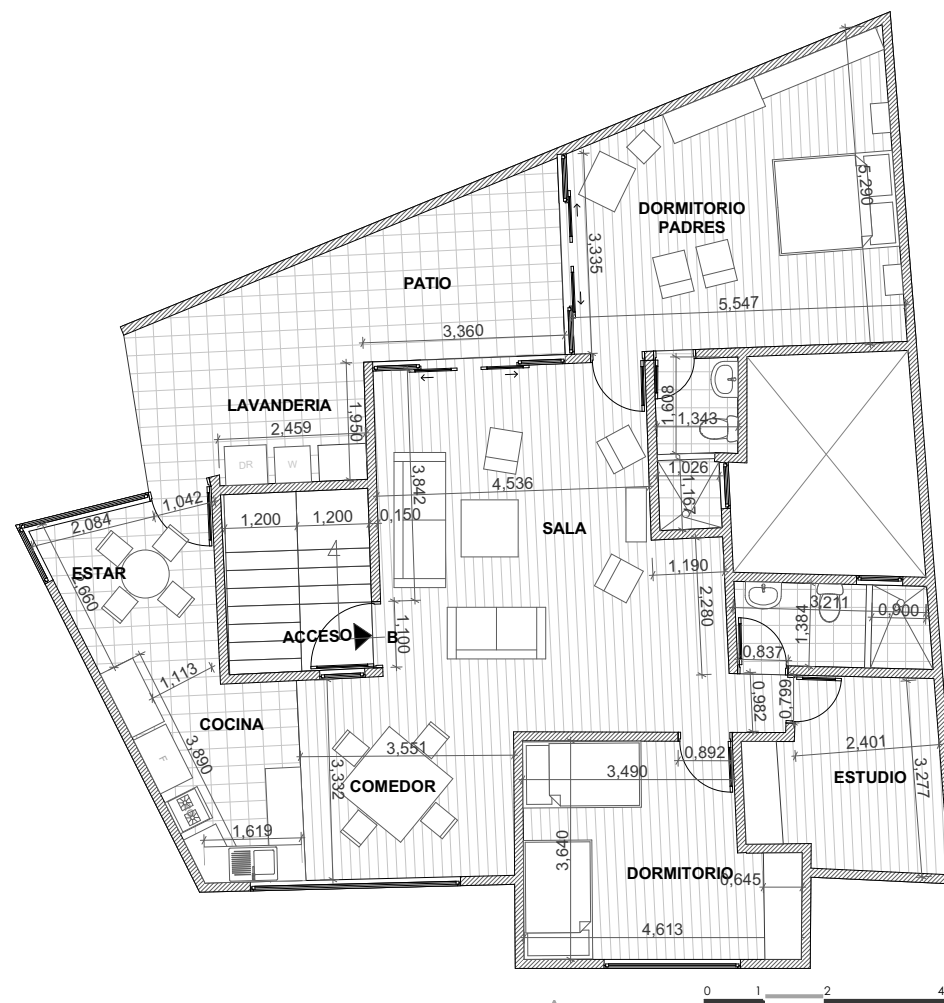 DORMITORIO
PADRES
5,290
3,335
5,547
PATIO
3,360
LAVANDERIA
1,950
2,459
DR
W
1,608
1,343
1,026
1,167
3,842
4,536
SALA
2,084
1,042
1,200
1,200
0,150
ESTAR
1,190
2,280
3,211
0,900
1,384
0,837
ACCESO
B
1,100
1,113
COCINA
3,890
F
3,551
3,332
COMEDOR
1,619
0,982
0,799
0,892
3,490
2,401
ESTUDIO
3,277
3,640
DORMITORIO
0,645
4,613
0 1 2 4